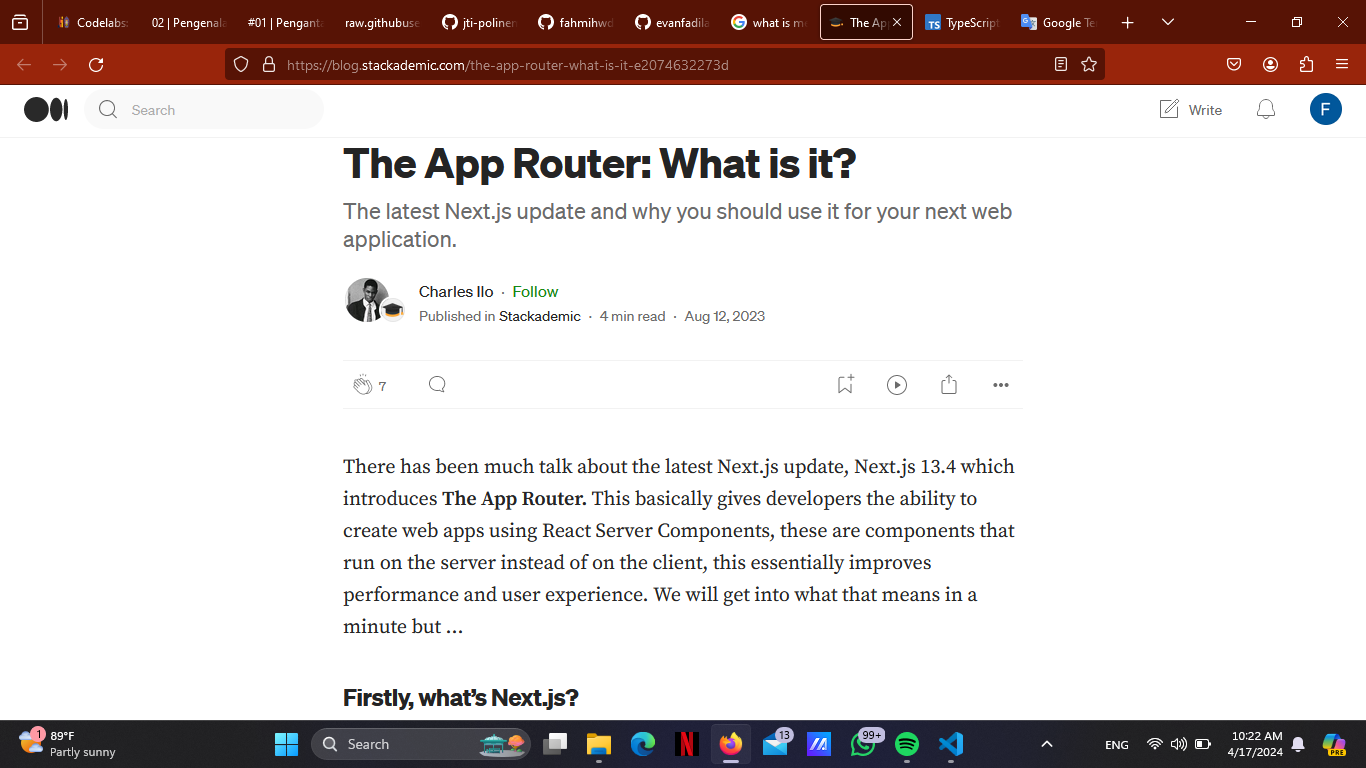 Codelabs:
02 | Pengenala
#01 | Pengant
raw.githubuse
jti-polinem
fahmihwd
evanfadila
what is m
The Ap
TypeScript
Google Te
https://blog.stackademic.com/the-app-router-what-is-it-e2074632273d
Search
Write
F
The App Router: What is it?
The latest Next.js update and why you should use it for your next web
application.
Charles Ilo · Follow
Published in Stackademic · 4 min read · Aug 12, 2023
7
There has been much talk about the latest Next.js update, Next.js 13.4 which
introduces The App Router. This basically gives developers the ability to
create web apps using React Server Components, these are components that
run on the server instead of on the client, this essentially improves
performance and user experience. We will get into what that means in a
minute but …
Firstly, what’s Next.js?
1
89°F
Partly sunny
Search
13
99+
ENG
10:22 AM
4/17/2024
PRE